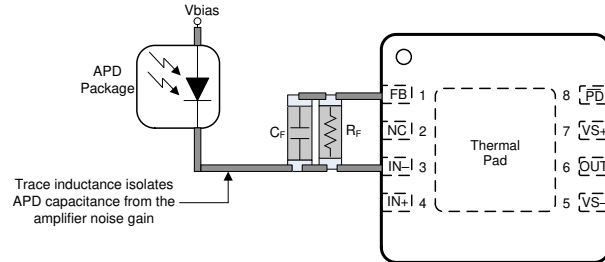 Vbias
APD
Package
CF
RF
FB 1
NC 2
IN– 3
IN+ 4
8 PD
7 VS+
6 OUT
5 VS–
Thermal
Pad
Trace inductance isolates
APD capacitance from the
amplifier noise gain